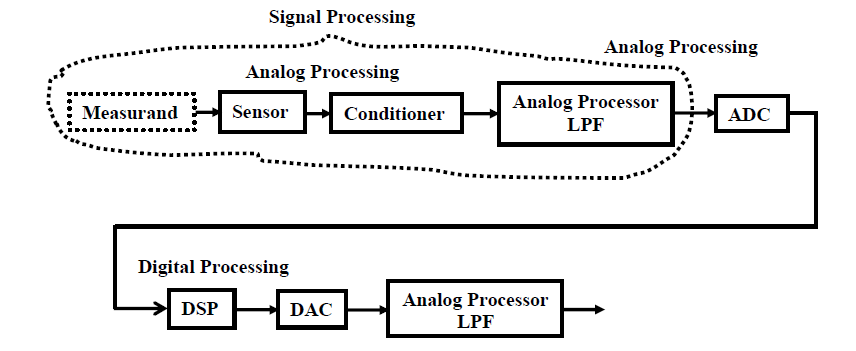 Signal Processing
Analog Processing
Analog Processing
Measurand
Sensor
Conditioner
Analog Processor
LPF
ADC
Digital Processing
DSP
DAC
Analog Processor
LPF